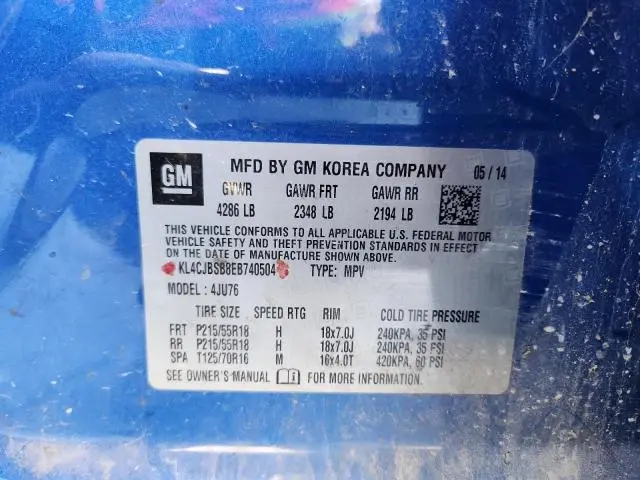 GM MFD BY GM KOREA COMPANY 05 / 14
GVWR GAWR FRT GAWR RR
4286 LB 2348 LB 2194 LB
THIS VEHICLE CONFORMS TO ALL APPLICABLE U.S. FEDERAL MOTOR
VEHICLE SAFETY AND THEFT PREVENTION STANDARDS IN EFFECT
ON THE DATE OF MANUFACTURE SHOWN ABOVE.
KL4CJBSB8EB740504 TYPE: MPV
MODEL : 4JU76
TIRE SIZE SPEED RTG RIM COLD TIRE PRESSURE
FRT P215/55R18 H 18x7.0J 240KPA, 35 PSI
RR P215/55R18 H 18x7.0J 240KPA, 35 PSI
SPA T125/70R16 M 16x4.0T 420KPA, 60 PSI
SEE OWNER'S MANUAL FOR MORE INFORMATION.